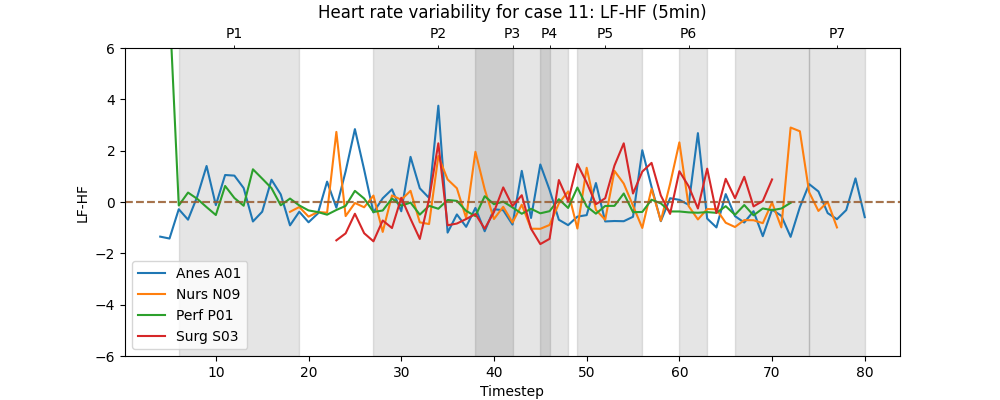 Heart rate variability for case 11: LF-HF (5min)
P1 P2 P3 P4 P5 P6 P7
6
4
2
0
−2
−4
−6
LF-HF
Anes A01
Nurs N09
Perf P01
Surg S03
10 20 30 40 50 60 70 80
Timestep